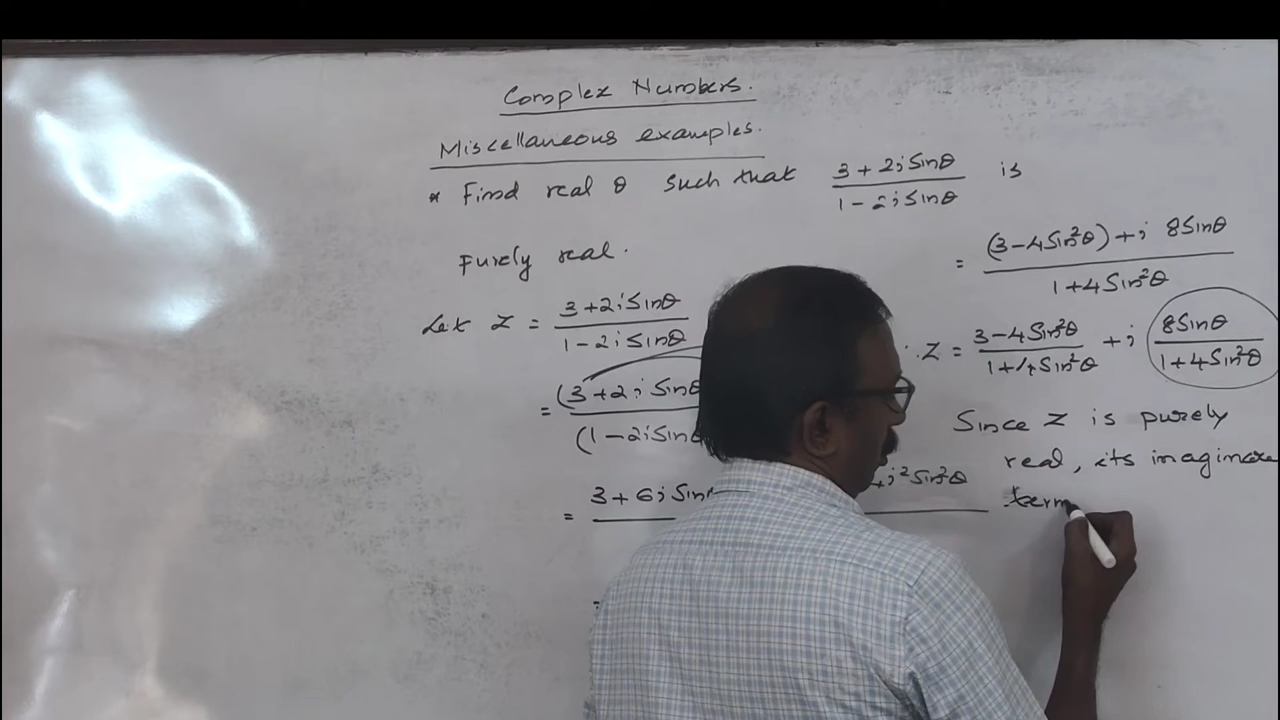 Complex Numbers.
Miscellaneous examples.
* Find real θ such that (3 + 2i Sinθ)/(1 - 2i Sinθ) is
Purely real.
Let Z = (3 + 2i Sinθ)/(1 - 2i Sinθ)
= (3 + 2i Sinθ
(1 - 2i Sinθ
= 3 + 6i Sin
+i² Sin²θ
= ((3 - 4Sin²θ) + i 8Sinθ)/(1 + 4Sin²θ)
∴ Z = (3 - 4Sin²θ)/(1 + 4Sin²θ) + i (8Sinθ)/(1 + 4Sin²θ)
Since Z is purely
real, its imaginare
term